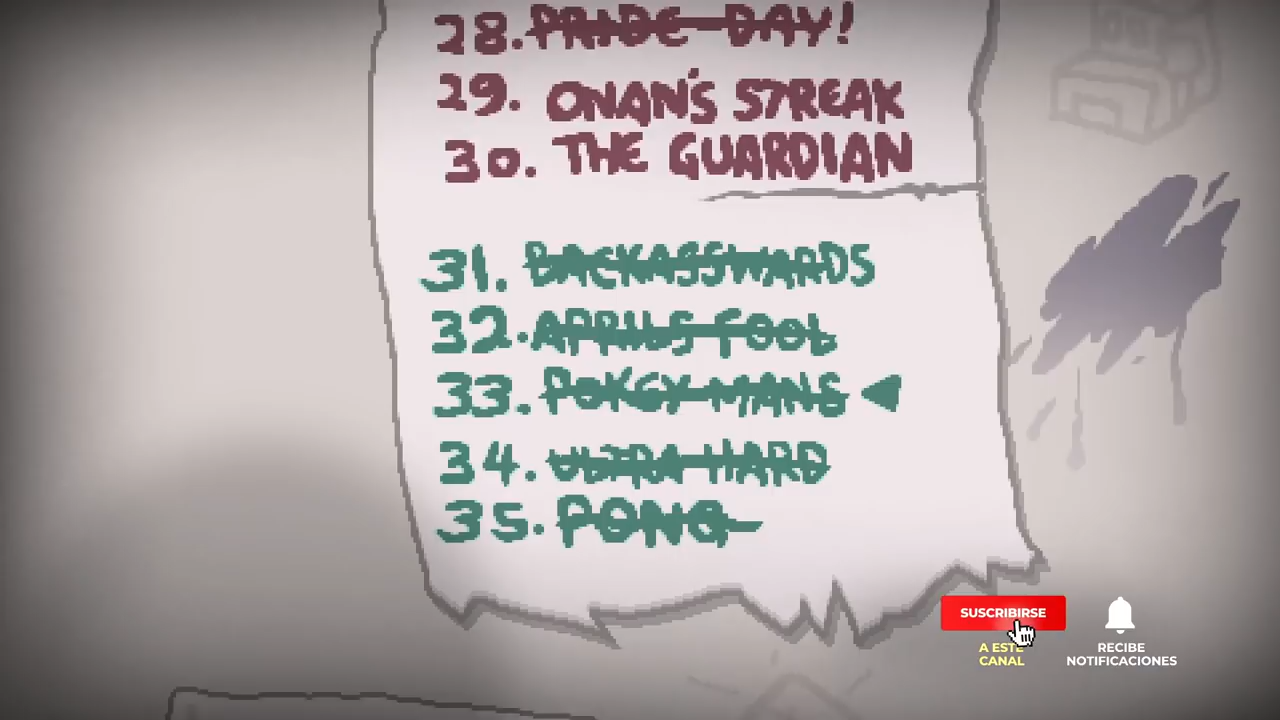 28. PRIDE DAY!
29. ONAN'S STREAK
30. THE GUARDIAN
31. BACKASSWARDS
32. APRILS FOOL
33. POKEY MANS
34. ULTRA HARD
35. PONG
SUSCRIBIRSE
A ESTE
CANAL
RECIBE
NOTIFICACIONES